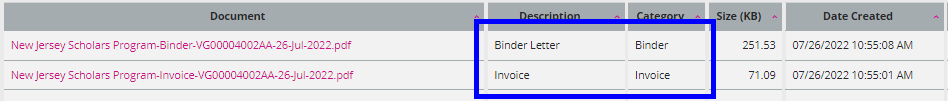 Document Description Category Size (KB) Date Created
New Jersey Scholars Program-Binder-VG00004002AA-26-Jul-2022.pdf Binder Letter Binder 251.53 07/26/2022 10:55:08 AM
New Jersey Scholars Program-Invoice-VG00004002AA-26-Jul-2022.pdf Invoice Invoice 71.09 07/26/2022 10:55:01 AM